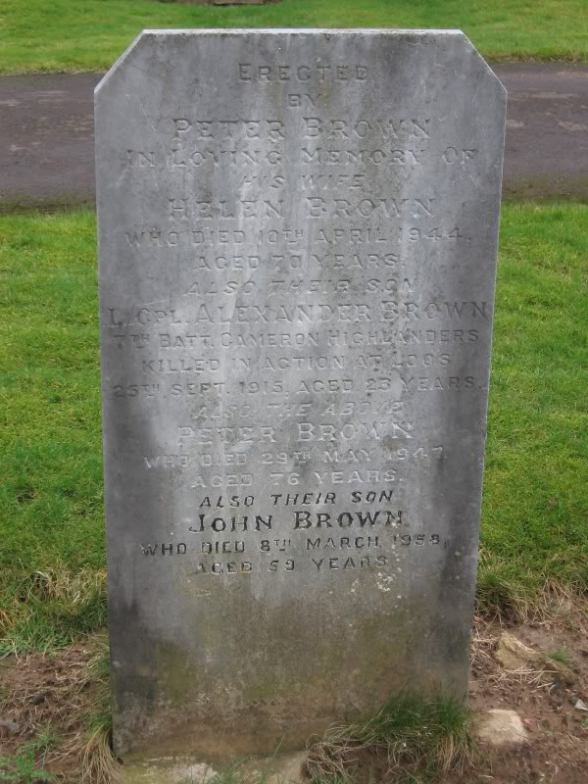 ERECTED
BY
PETER BROWN
IN LOVING MEMORY OF
HIS WIFE
HELEN BROWN
WHO DIED 10TH APRIL 1944.
AGED 70 YEARS.
ALSO THEIR SON
L. CPL. ALEXANDER BROWN
7TH BATT. CAMERON HIGHLANDERS
KILLED IN ACTION AT LOOS
25TH SEPT. 1915, AGED 23 YEARS.
ALSO THE ABOVE
PETER BROWN
WHO DIED 29TH MAY 1947
AGED 76 YEARS.
ALSO THEIR SON
JOHN BROWN
WHO DIED 8TH MARCH 1958,
AGED 59 YEARS